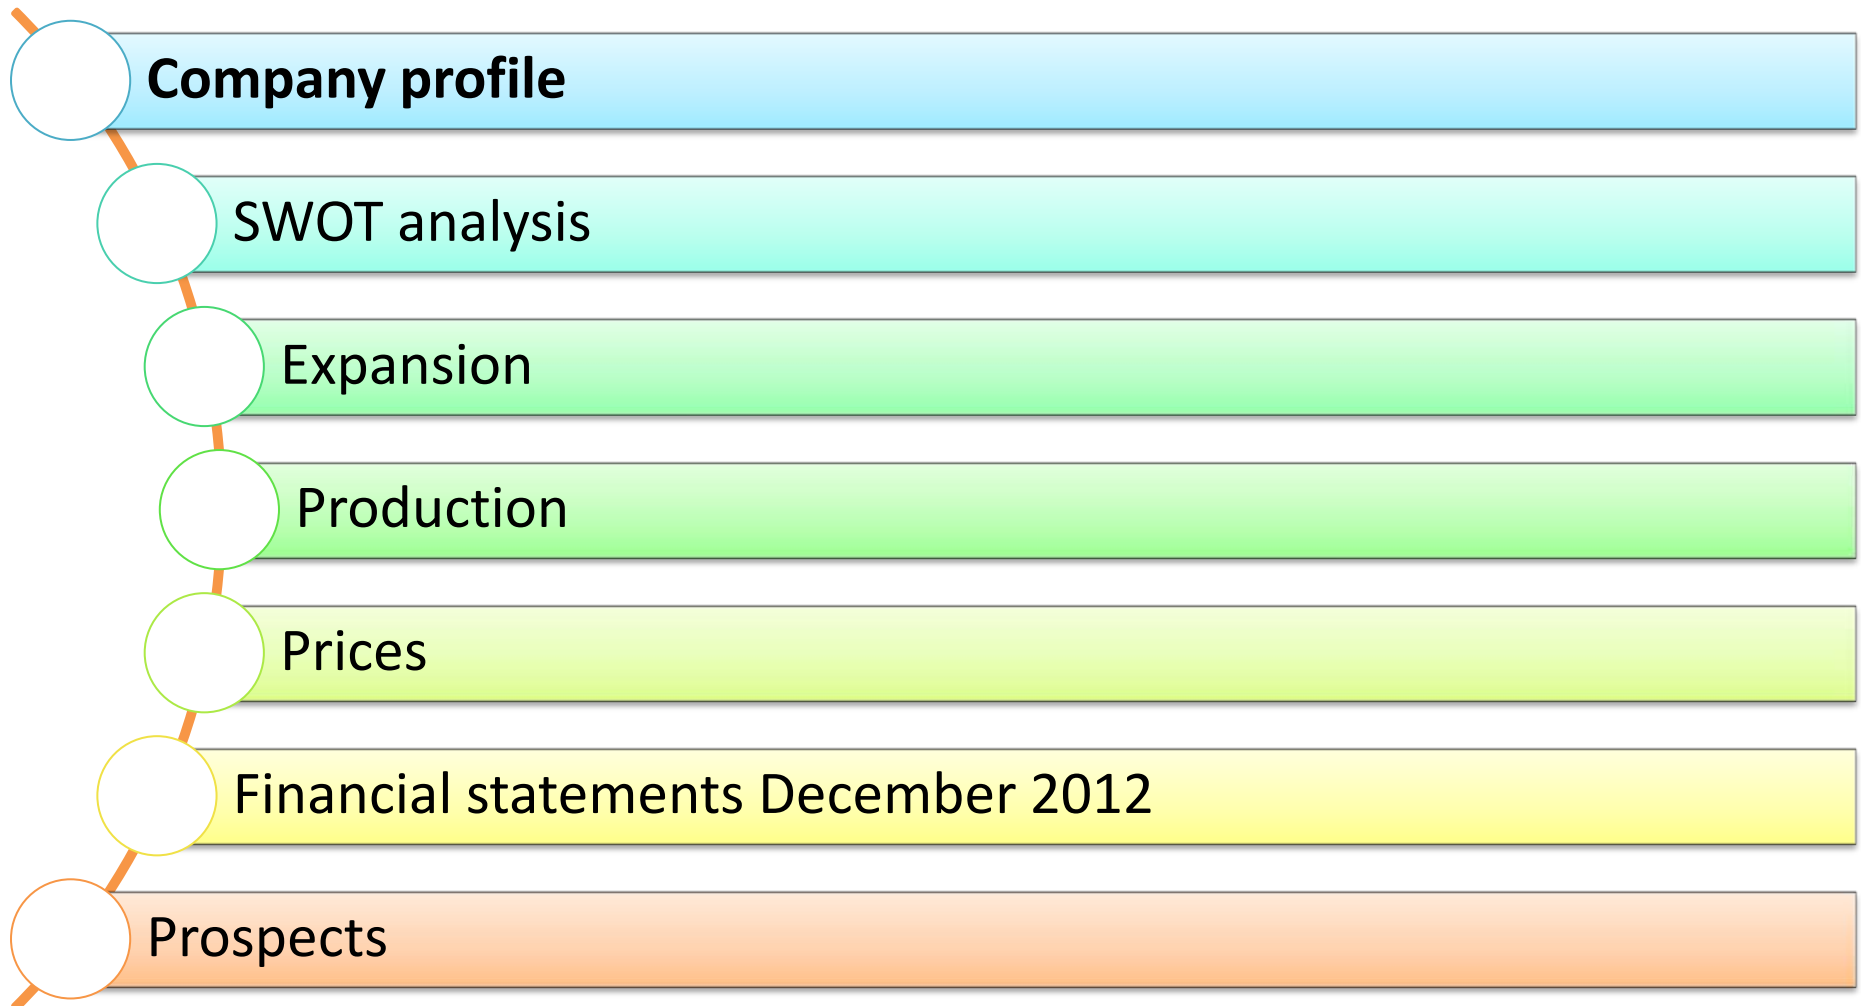 Company profile
SWOT analysis
Expansion
Production
Prices
Financial statements December 2012
Prospects